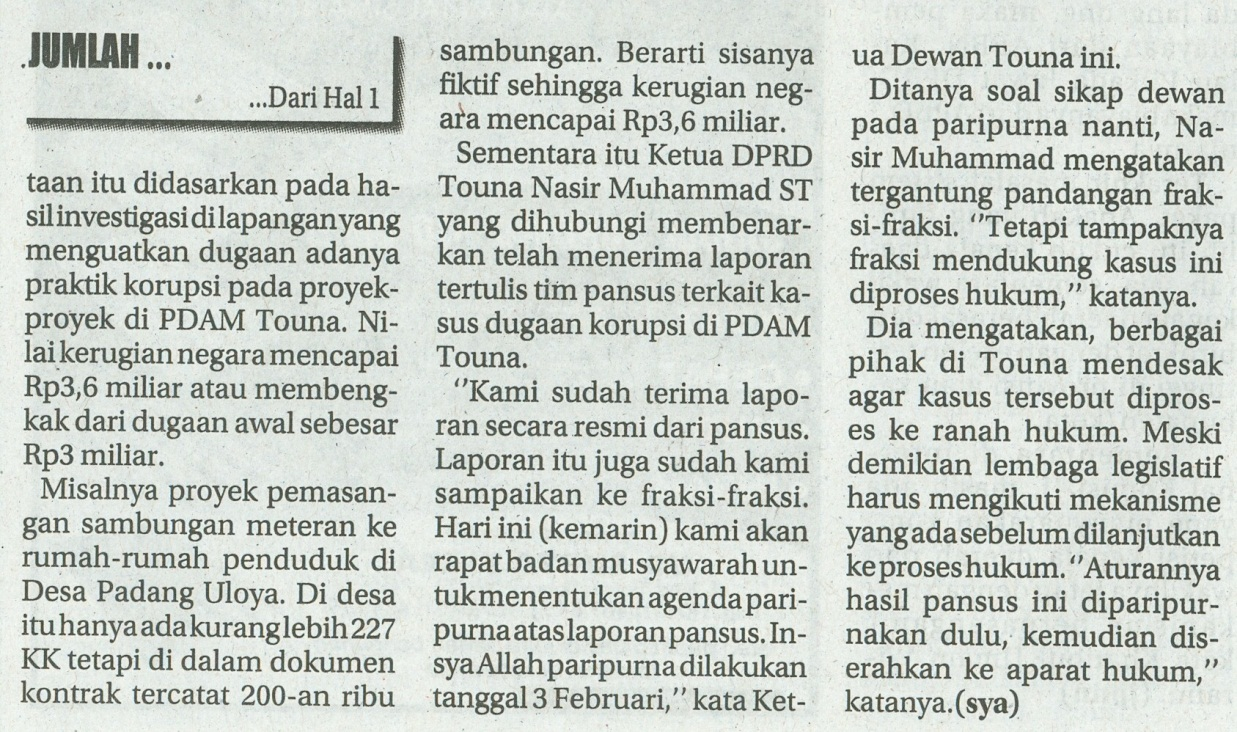 JUMLAH ...
...Dari Hal 1
taan itu didasarkan pada ha-
sil investigasi di lapangan yang
menguatkan dugaan adanya
praktik korupsi pada proyek-
proyek di PDAM Touna. Ni-
lai kerugian negara mencapai
Rp3,6 miliar atau membeng-
kak dari dugaan awal sebesar
Rp3 miliar.
Misalnya proyek pemasan-
gan sambungan meteran ke
rumah-rumah penduduk di
Desa Padang Uloya. Di desa
itu hanya ada kurang lebih 227
KK tetapi di dalam dokumen
kontrak tercatat 200-an ribu
sambungan. Berarti sisanya
fiktif sehingga kerugian neg-
ara mencapai Rp3,6 miliar.
Sementara itu Ketua DPRD
Touna Nasir Muhammad ST
yang dihubungi membenar-
kan telah menerima laporan
tertulis tim pansus terkait ka-
sus dugaan korupsi di PDAM
Touna.
‘’Kami sudah terima lapo-
ran secara resmi dari pansus.
Laporan itu juga sudah kami
sampaikan ke fraksi-fraksi.
Hari ini (kemarin) kami akan
rapat badan musyawarah un-
tuk menentukan agenda pari-
purna atas laporan pansus. In-
sya Allah paripurna dilakukan
tanggal 3 Februari,’’ kata Ket-
ua Dewan Touna ini.
Ditanya soal sikap dewan
pada paripurna nanti, Na-
sir Muhammad mengatakan
tergantung pandangan frak-
si-fraksi. ‘’Tetapi tampaknya
fraksi mendukung kasus ini
diproses hukum,’’ katanya.
Dia mengatakan, berbagai
pihak di Touna mendesak
agar kasus tersebut dipros-
es ke ranah hukum. Meski
demikian lembaga legislatif
harus mengikuti mekanisme
yang ada sebelum dilanjutkan
ke proses hukum. ‘’Aturannya
hasil pansus ini diparipur-
nakan dulu, kemudian dis-
erahkan ke aparat hukum,’’
katanya.(sya)